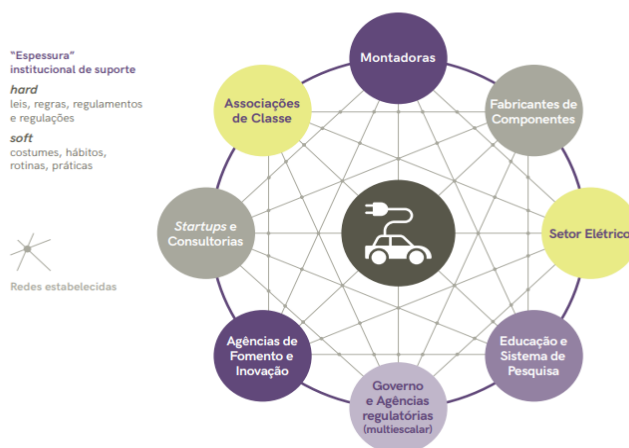 "Espessura"
institucional de suporte
hard
leis, regras, regulamentos
e regulações
soft
costumes, hábitos,
rotinas, práticas
Redes estabelecidas
Montadoras
Fabricantes de
Componentes
Setor Elétrico
Educação e
Sistema de
Pesquisa
Governo
e Agências
regulatórias
(multiescalar)
Agências de
Fomento e
Inovação
Startups e
Consultorias
Associações
de Classe